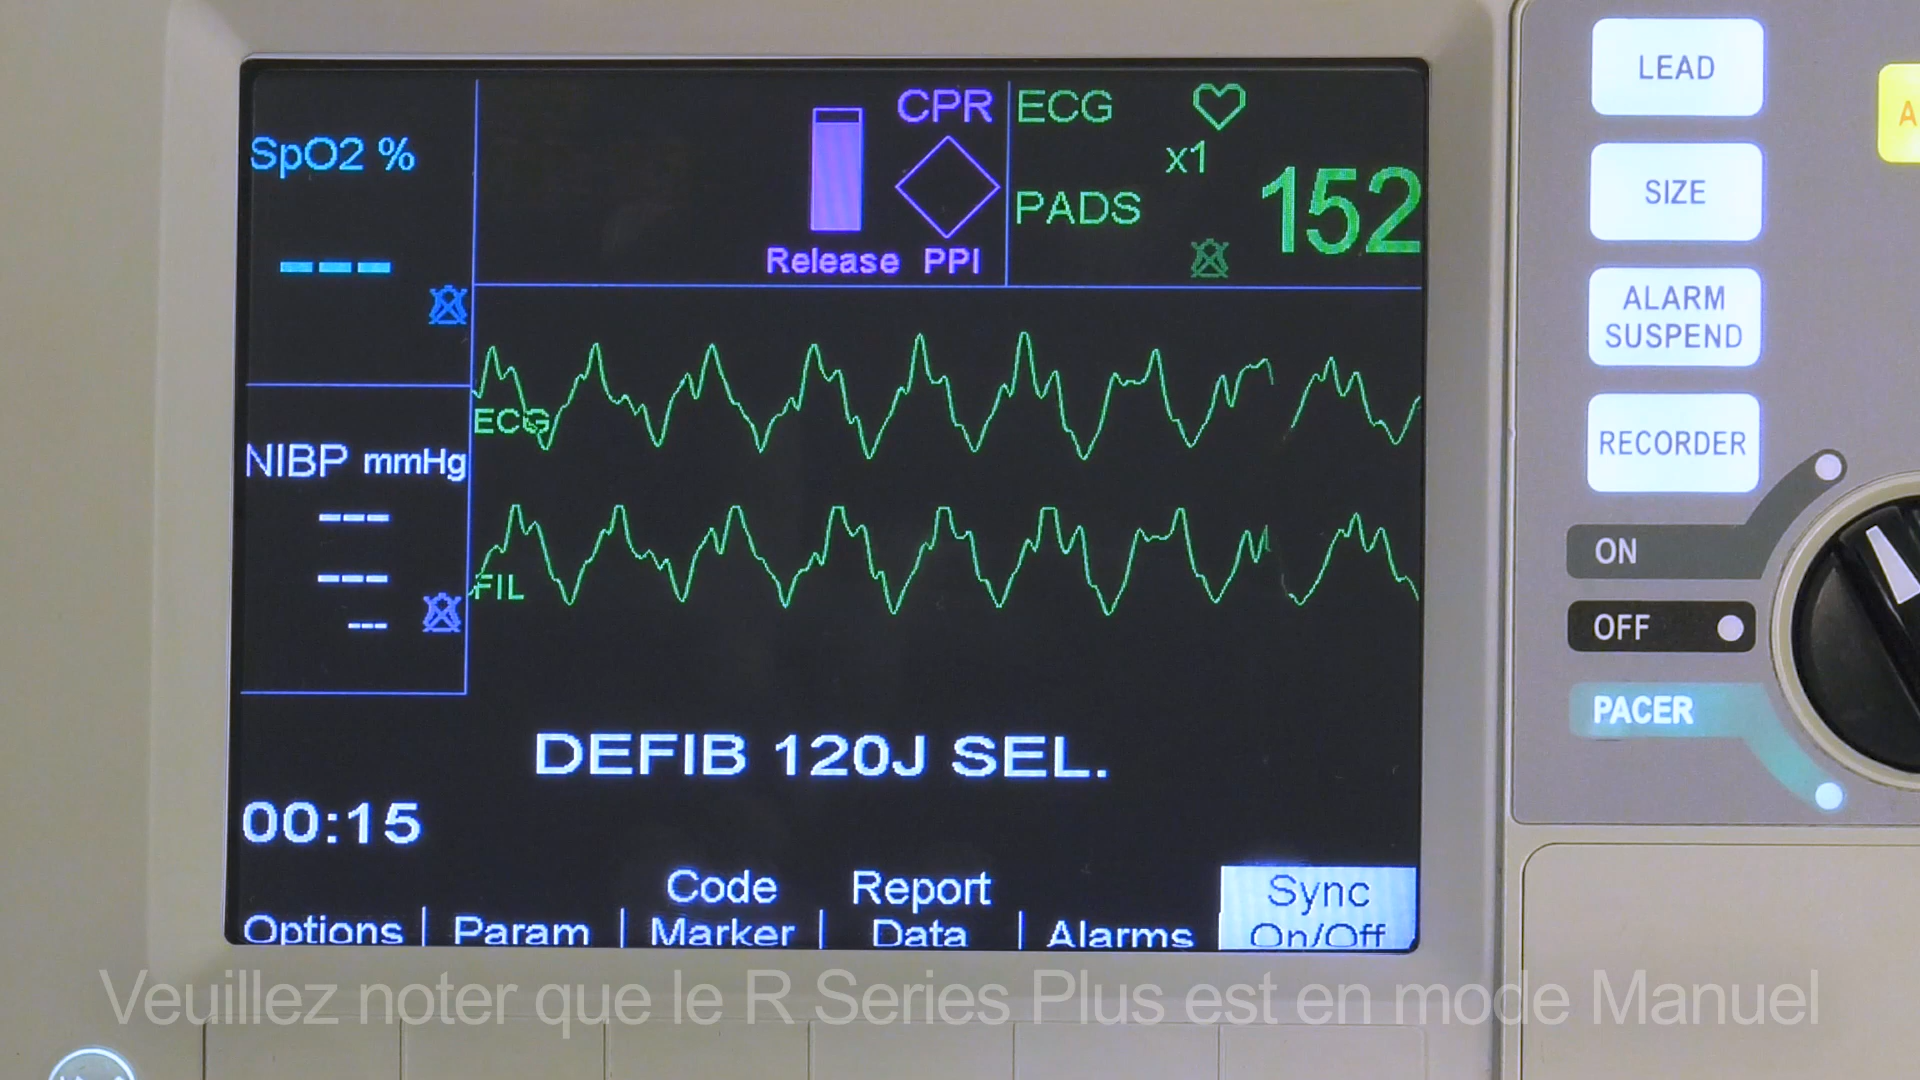 SpO2 %
---
NIBP mmHg
---
---
---
CPR
Release PPI
ECG
x1
PADS
152
ECG
FIL
DEFIB 120J SEL.
00:15
Options
Param
Code
Marker
Report
Data
Alarms
Sync
On/Off
LEAD
SIZE
ALARM
SUSPEND
RECORDER
ON
OFF
PACER
A
Veuillez noter que le R Series Plus est en mode Manuel